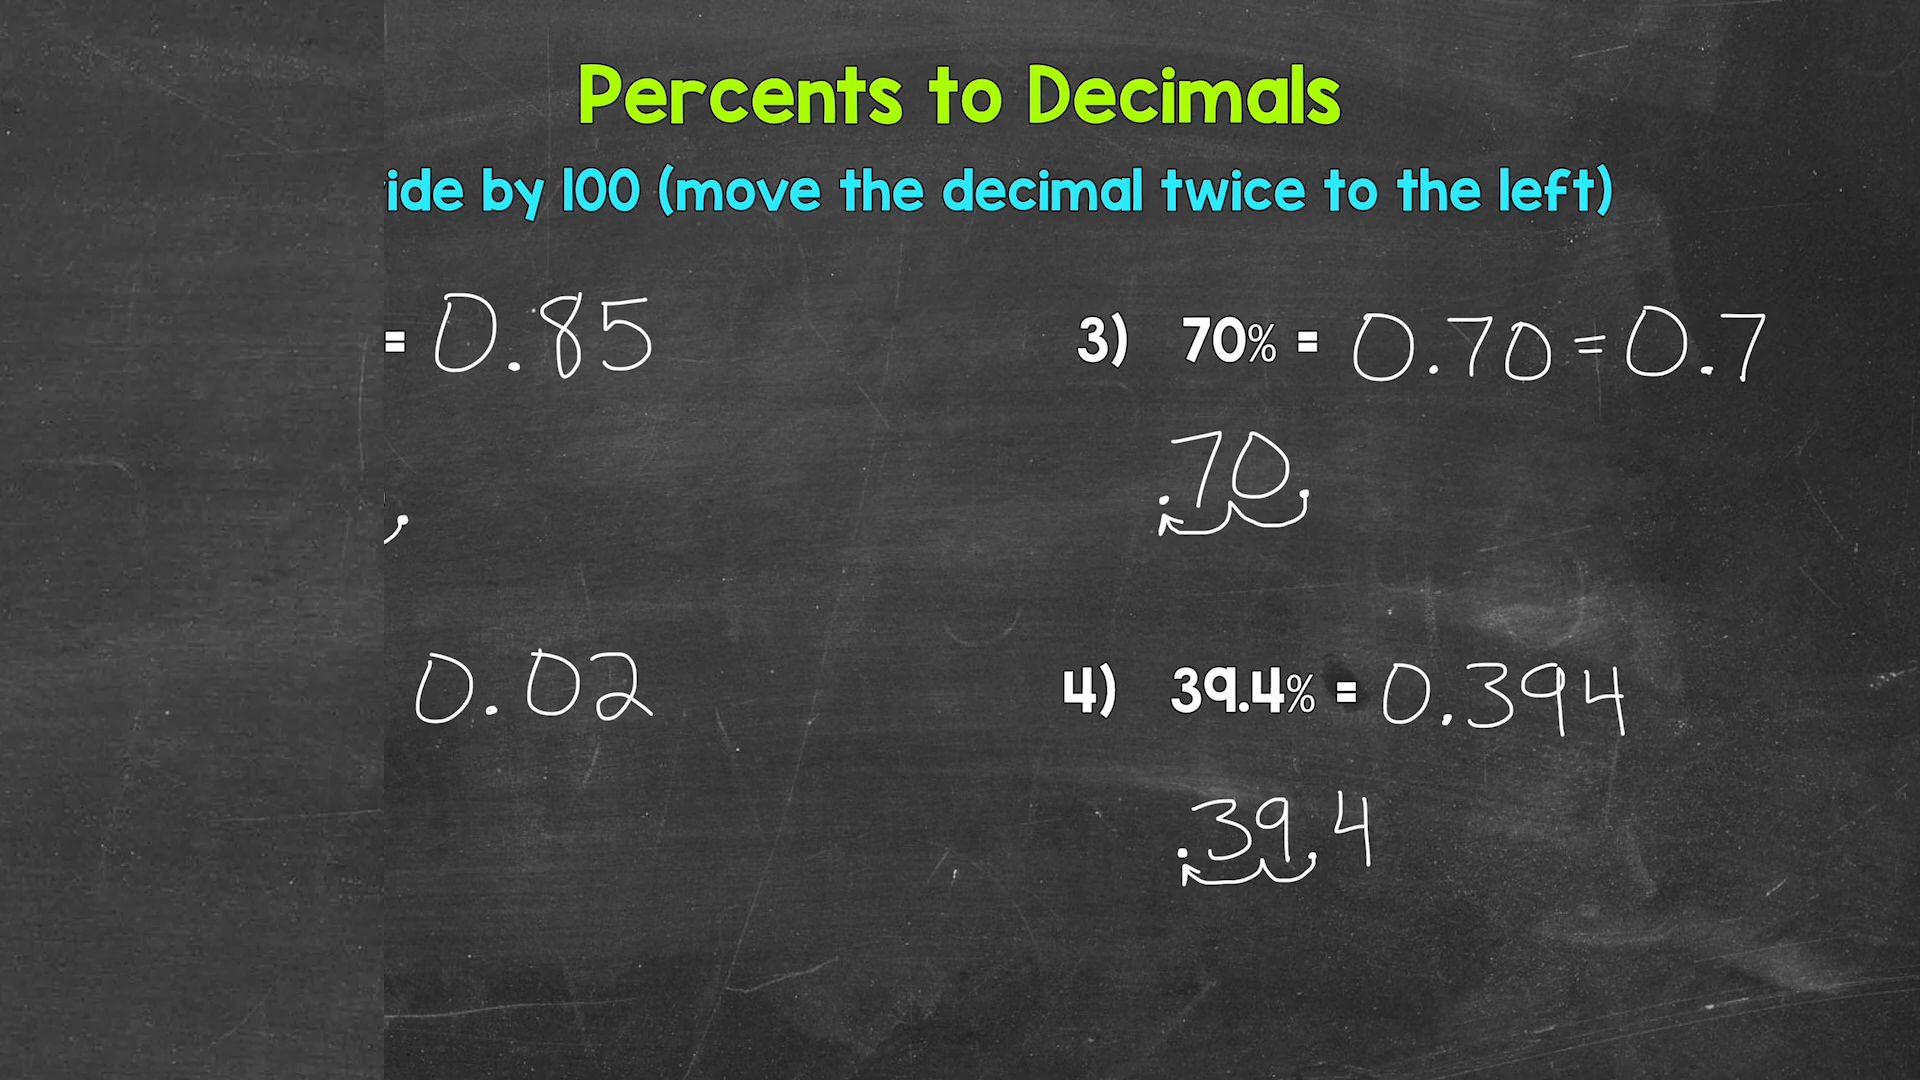 Percents to Decimals
ide by 100 (move the decimal twice to the left)
= 0.85
3) 70% = 0.70 = 0.7
.70.
0.02
4) 39.4% = 0.394
.39.4